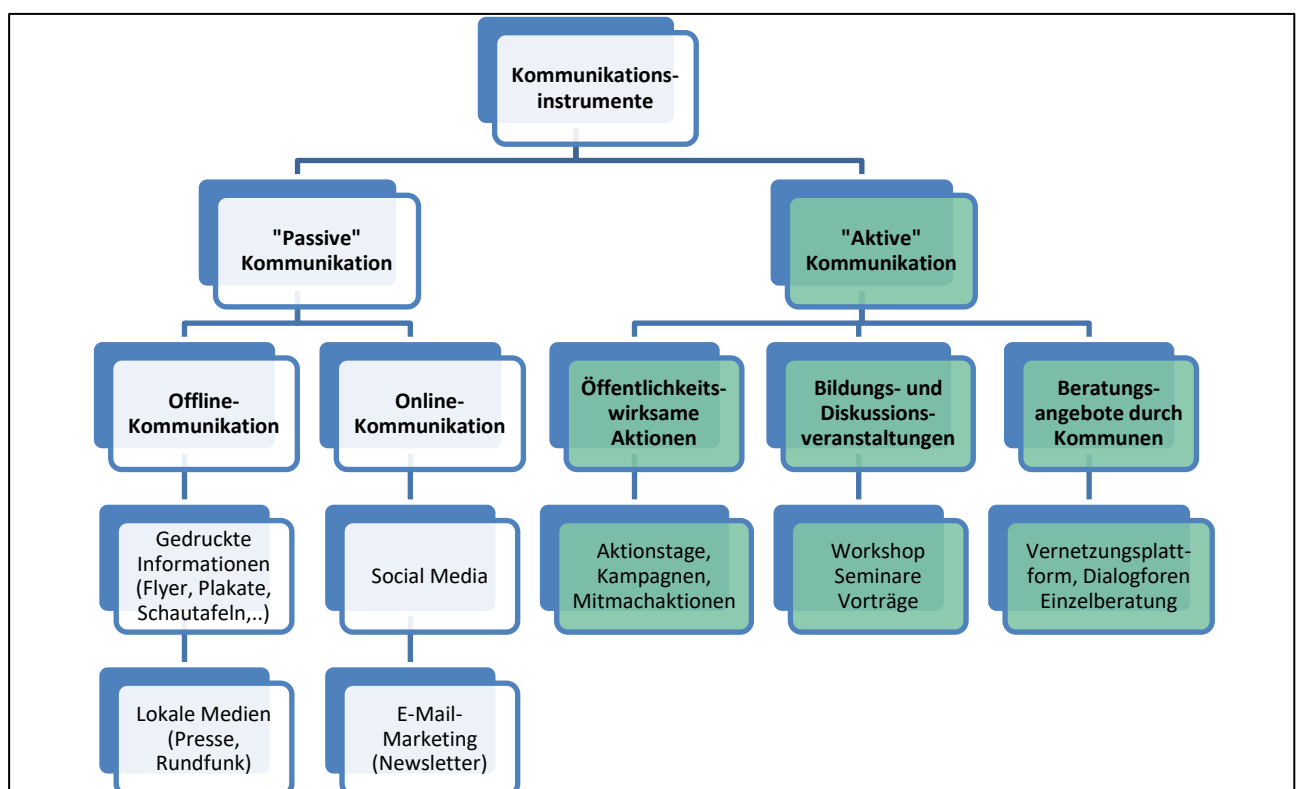 Kommunikations-
instrumente
"Passive"
Kommunikation
"Aktive"
Kommunikation
Offline-
Kommunikation
Online-
Kommunikation
Öffentlichkeits-
wirksame
Aktionen
Bildungs- und
Diskussions-
veranstaltungen
Beratungs-
angebote durch
Kommunen
Gedruckte
Informationen
(Flyer, Plakate,
Schautafeln,..)
Social Media
Aktionstage,
Kampagnen,
Mitmachaktionen
Workshop
Seminare
Vorträge
Vernetzungsplatt-
form, Dialogforen
Einzelberatung
Lokale Medien
(Presse,
Rundfunk)
E-Mail-
Marketing
(Newsletter)